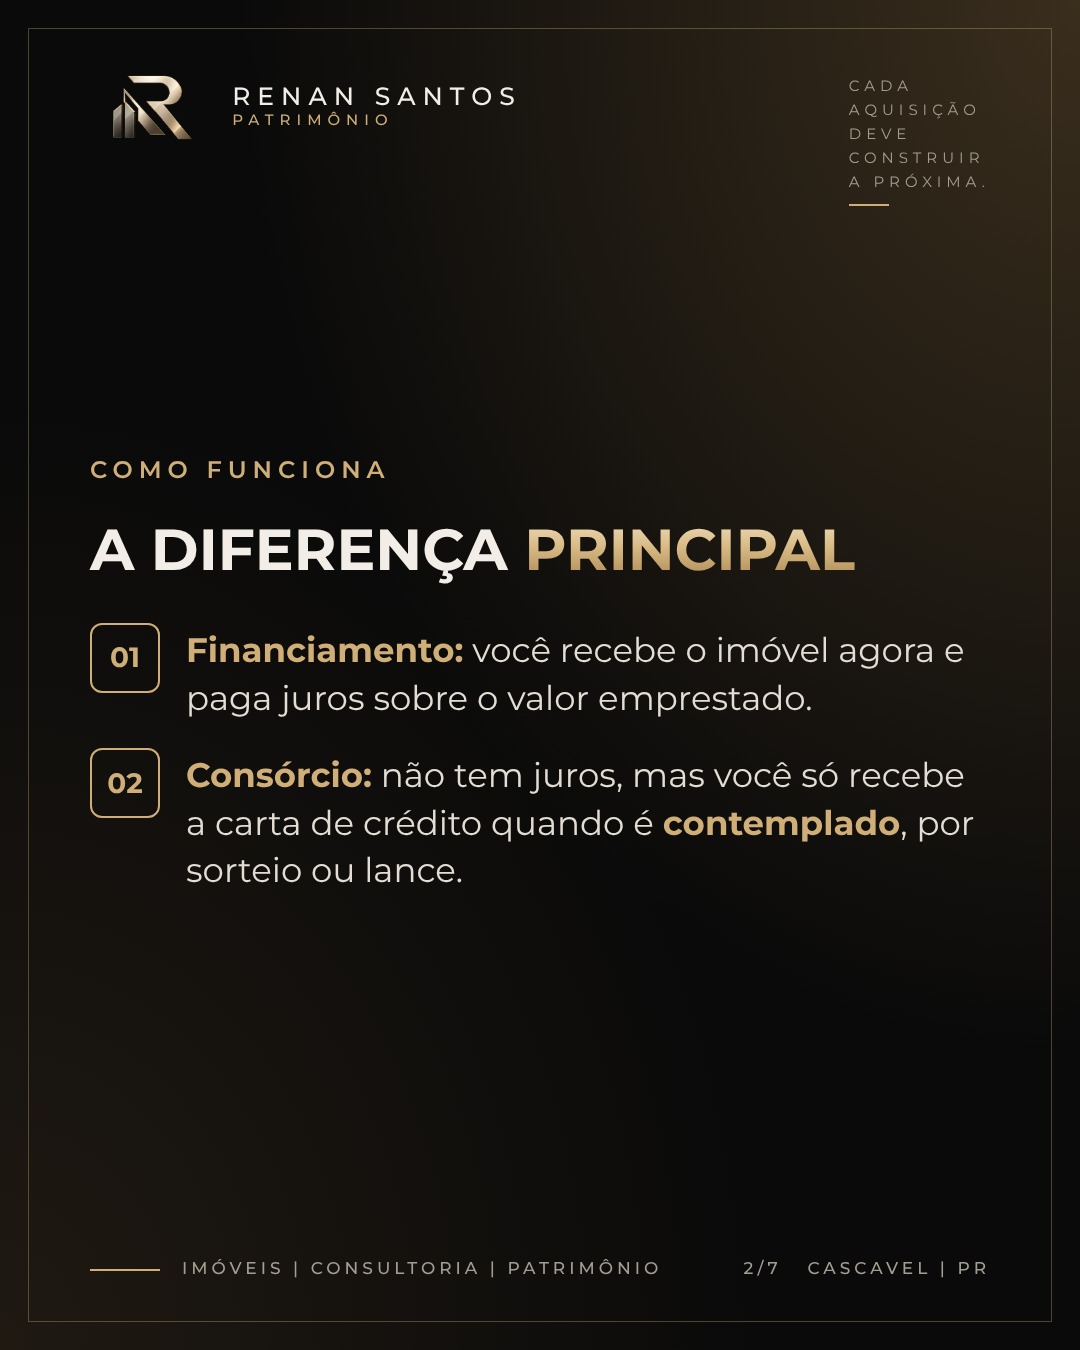 RENAN SANTOS
PATRIMÔNIO
CADA
AQUISIÇÃO
DEVE
CONSTRUIR
A PRÓXIMA.
COMO FUNCIONA
A DIFERENÇA PRINCIPAL
01
Financiamento: você recebe o imóvel agora e
paga juros sobre o valor emprestado.
02
Consórcio: não tem juros, mas você só recebe
a carta de crédito quando é contemplado, por
sorteio ou lance.
IMÓVEIS | CONSULTORIA | PATRIMÔNIO
2/7 CASCAVEL | PR